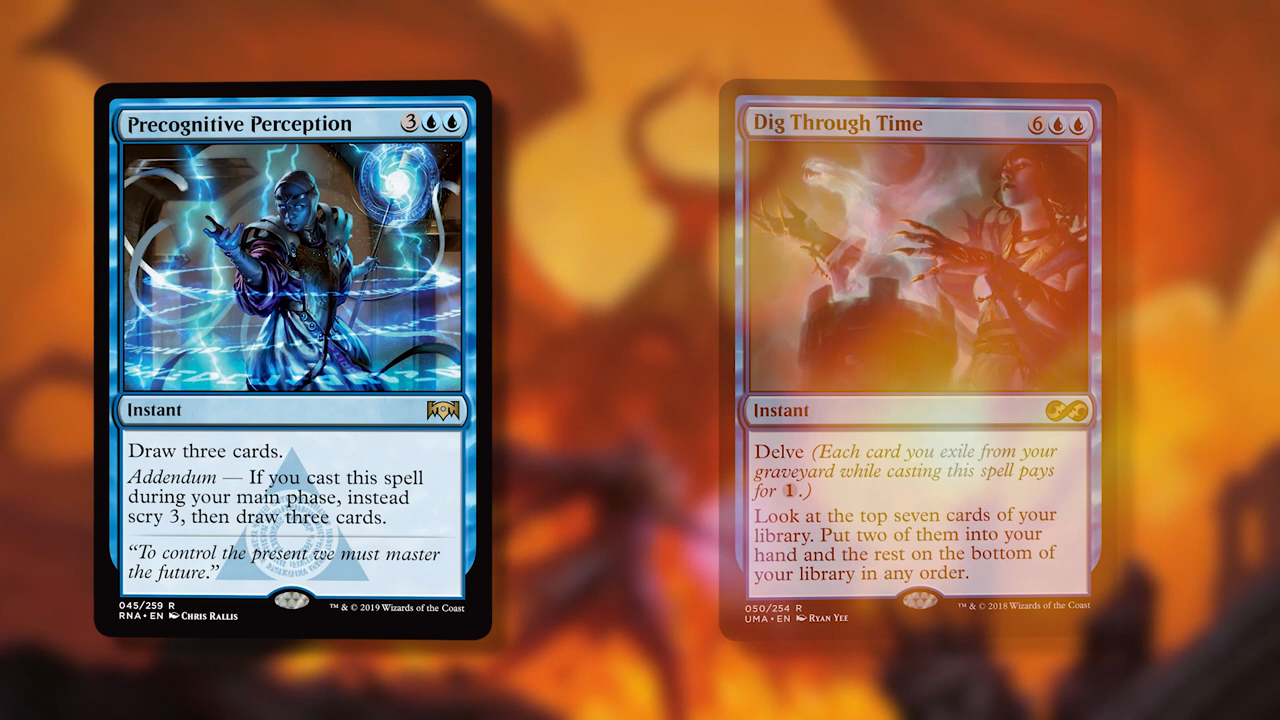 Precognitive Perception 3
Instant
Draw three cards.
Addendum — If you cast this spell
during your main phase, instead
scry 3, then draw three cards.
“To control the present we must master
the future.”
045/259 R
RNA • EN Chris Rallis
™ & © 2019 Wizards of the Coast
Dig Through Time 6
Instant
Delve (Each card you exile from your
graveyard while casting this spell pays
for 1.)
Look at the top seven cards of your
library. Put two of them into your
hand and the rest on the bottom of
your library in any order.
050/254 R
UMA • EN Ryan Yee
™ & © 2018 Wizards of the Coast